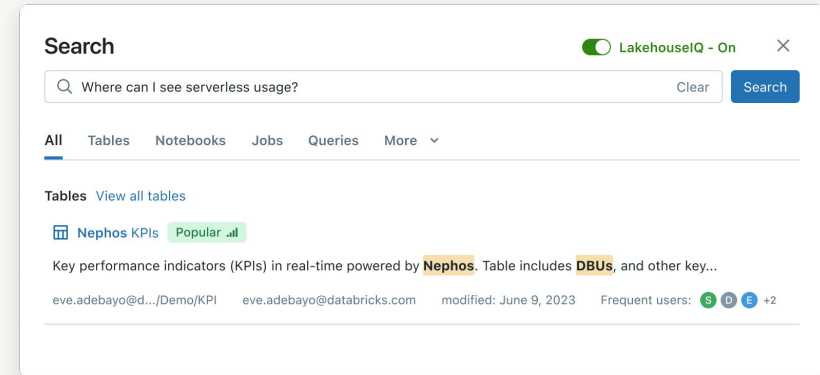 Search
LakehouseIQ - On
Where can I see serverless usage?
Clear
Search
All Tables Notebooks Jobs Queries More
Tables View all tables
Nephos KPIs Popular
Key performance indicators (KPIs) in real-time powered by Nephos. Table includes DBUs, and other key...
eve.adebayo@d.../Demo/KPI eve.adebayo@databricks.com modified: June 9, 2023 Frequent users: S D E +2